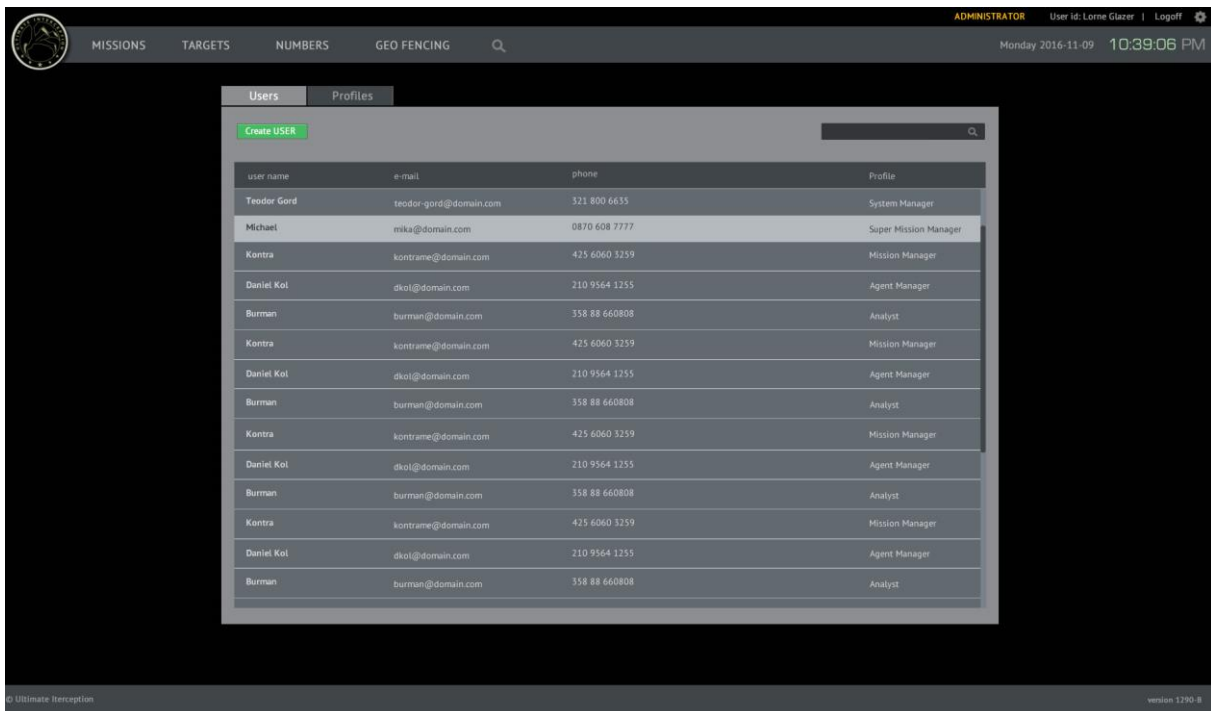 ADMINISTRATOR User id: Lorne Glazer | Logoff
MISSIONS TARGETS NUMBERS GEO FENCING Monday 2016-11-09 10:39:06 PM
Users Profiles
Create USER
user name e-mail phone Profile
Teodor Gord teodor-gord@domain.com 321 800 6635 System Manager
Michael mika@domain.com 0870 608 7777 Super Mission Manager
Kontra kontrame@domain.com 425 6060 3259 Mission Manager
Daniel Kol dkol@domain.com 210 9564 1255 Agent Manager
Burman burman@domain.com 358 88 660808 Analyst
Kontra kontrame@domain.com 425 6060 3259 Mission Manager
Daniel Kol dkol@domain.com 210 9564 1255 Agent Manager
Burman burman@domain.com 358 88 660808 Analyst
Kontra kontrame@domain.com 425 6060 3259 Mission Manager
Daniel Kol dkol@domain.com 210 9564 1255 Agent Manager
Burman burman@domain.com 358 88 660808 Analyst
Kontra kontrame@domain.com 425 6060 3259 Mission Manager
Daniel Kol dkol@domain.com 210 9564 1255 Agent Manager
Burman burman@domain.com 358 88 660808 Analyst
© Ultimate Iterception version 1290-B